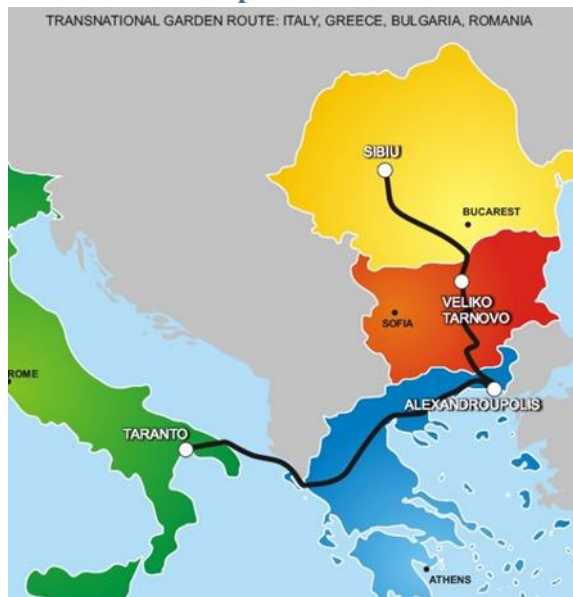 TRANSNATIONAL GARDEN ROUTE: ITALY, GREECE, BULGARIA, ROMANIA
SIBIU
BUCAREST
VELIKO
TARNOVO
SOFIA
ROME
ALEXANDROUPOLIS
TARANTO
ATHENS